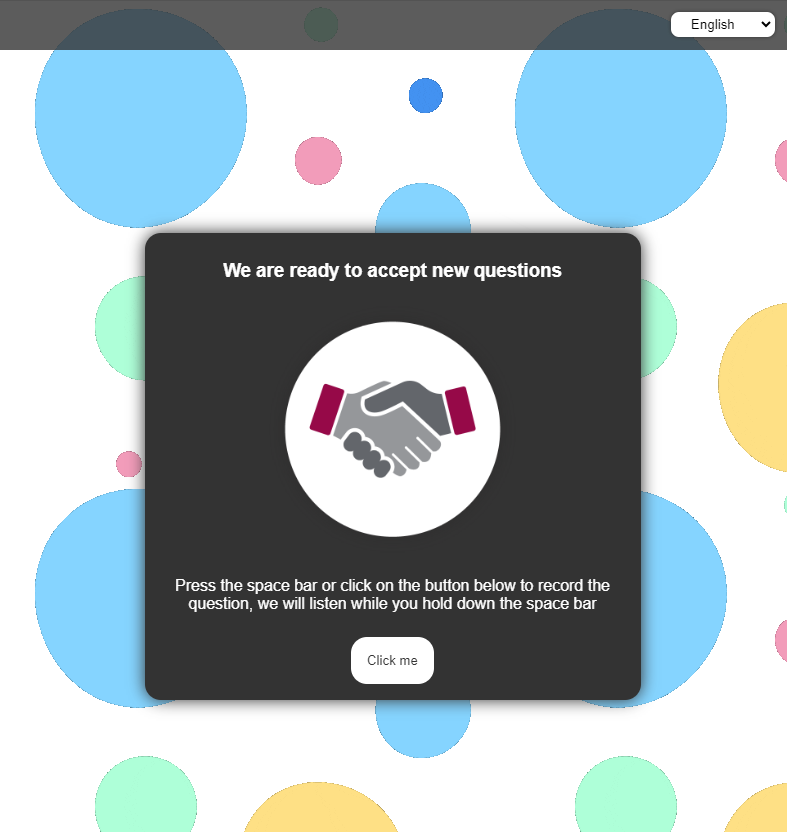 English
We are ready to accept new questions
Press the space bar or click on the button below to record the
question, we will listen while you hold down the space bar
Click me